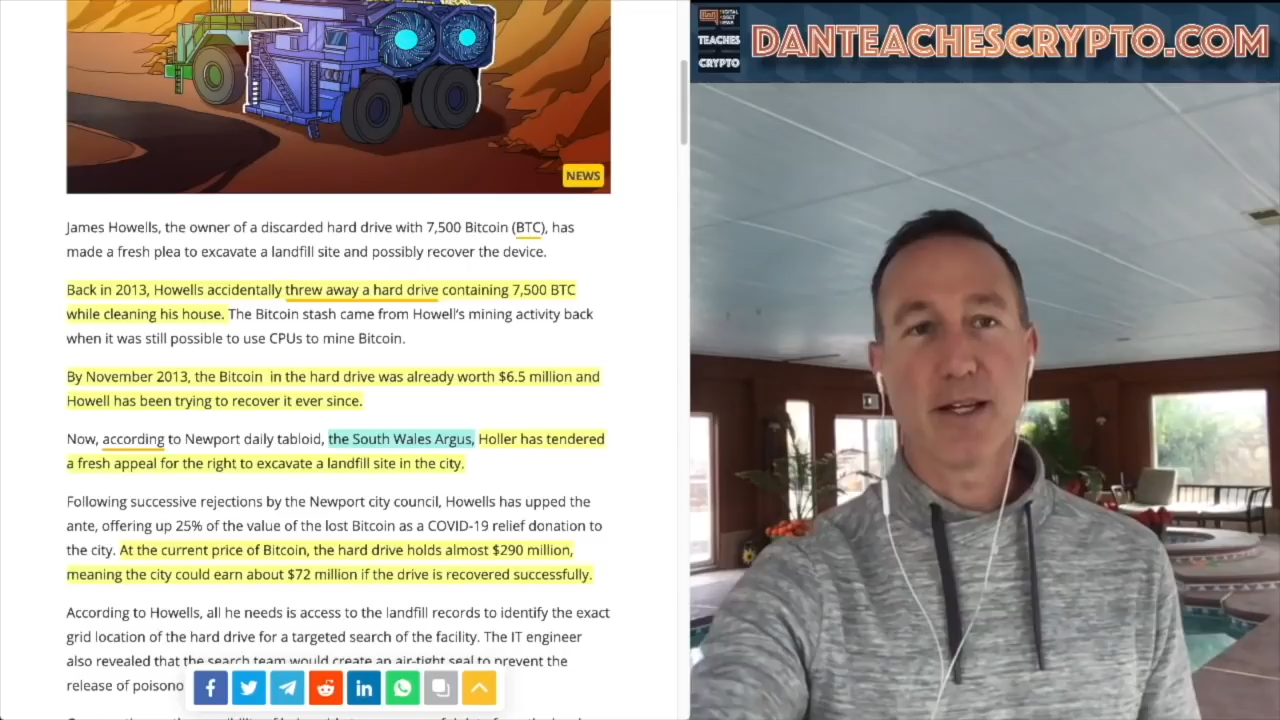 NEWS
James Howells, the owner of a discarded hard drive with 7,500 Bitcoin (BTC), has
made a fresh plea to excavate a landfill site and possibly recover the device.
Back in 2013, Howells accidentally threw away a hard drive containing 7,500 BTC
while cleaning his house. The Bitcoin stash came from Howell's mining activity back
when it was still possible to use CPUs to mine Bitcoin.
By November 2013, the Bitcoin in the hard drive was already worth $6.5 million and
Howell has been trying to recover it ever since.
Now, according to Newport daily tabloid, the South Wales Argus, Holler has tendered
a fresh appeal for the right to excavate a landfill site in the city.
Following successive rejections by the Newport city council, Howells has upped the
ante, offering up 25% of the value of the lost Bitcoin as a COVID-19 relief donation to
the city. At the current price of Bitcoin, the hard drive holds almost $290 million,
meaning the city could earn about $72 million if the drive is recovered successfully.
According to Howells, all he needs is access to the landfill records to identify the exact
grid location of the hard drive for a targeted search of the facility. The IT engineer
also revealed that the search team would create an air-tight seal to prevent the
release of poisono
DIGITAL
ASSET
NEWS
TEACHES
CRYPTO
DANTEACHESCRYPTO.COM